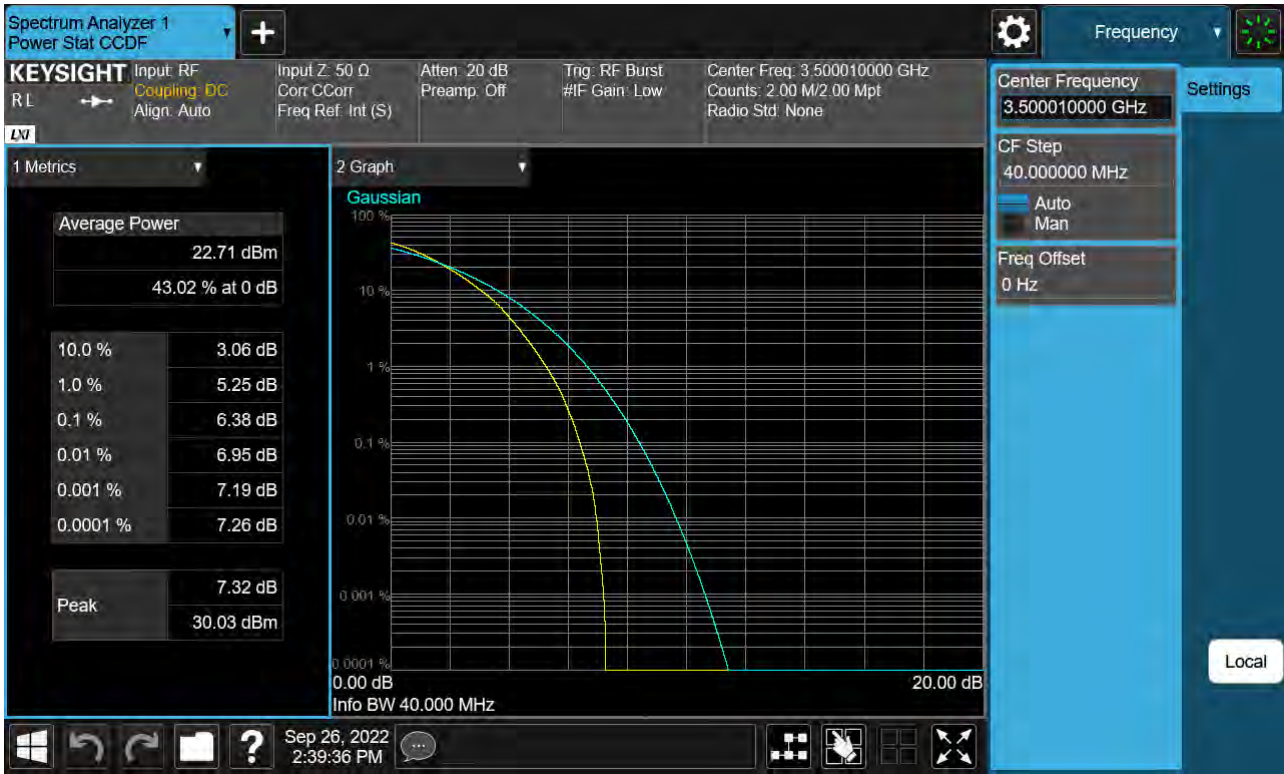 Spectrum Analyzer 1
Power Stat CCDF
+
Frequency
KEYSIGHT
RL
LXI
Input: RF
Coupling: DC
Align: Auto
Input Z: 50 Ω
Corr CCorr
Freq Ref: Int (S)
Atten: 20 dB
Preamp: Off
Trig: RF Burst
#IF Gain: Low
Center Freq: 3.500010000 GHz
Counts: 2.00 M/2.00 Mpt
Radio Std: None
Center Frequency
3.500010000 GHz
CF Step
40.000000 MHz
Auto
Man
Freq Offset
0 Hz
Settings
Local
1 Metrics
Average Power
22.71 dBm
43.02 % at 0 dB
10.0 % 3.06 dB
1.0 % 5.25 dB
0.1 % 6.38 dB
0.01 % 6.95 dB
0.001 % 7.19 dB
0.0001 % 7.26 dB
Peak
7.32 dB
30.03 dBm
2 Graph
Gaussian
100 %
10 %
1 %
0.1 %
0.01 %
0.001 %
0.0001 %
0.00 dB 20.00 dB
Info BW 40.000 MHz
?
Sep 26, 2022
2:39:36 PM